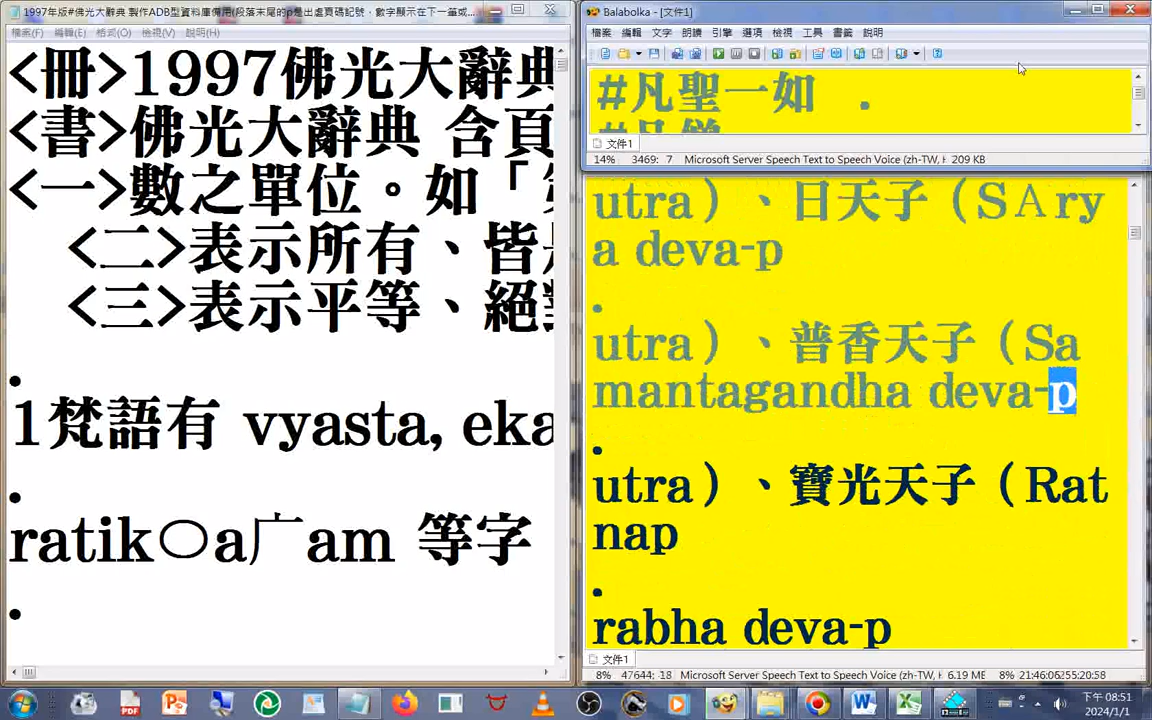 1997年版#佛光大辭典 製作ADB型資料庫備用(段落末尾的p是出處頁碼記號，數字顯示在下一筆或
檔案(F) 編輯(E) 格式(O) 檢視(V) 說明(H)
<冊>1997佛光大辭典
<書>佛光大辭典 含頁
<一>數之單位。如「
<二>表示所有、皆
<三>表示平等、絕
.
1梵語有 vyasta, eka
.
ratik○a广am 等字
.
Balabolka - [文件1]
檔案 編輯 文字 朗讀 引擎 選項 檢視 工具 書籤 說明
#凡聖一如 .
文件1
14% 3469: 7 Microsoft Server Speech Text to Speech Voice (zh-TW, H 209 KB
utra）、日天子（SＡry
a deva-p
.
utra）、普香天子（Sa
mantagandha deva-p
.
utra）、寶光天子（Rat
nap
.
rabha deva-p
文件1
8% 47644: 18 Microsoft Server Speech Text to Speech Voice (zh-TW, H 6.19 MB 8% 21:46:06/255:20:58
下午 08:51
2024/1/1